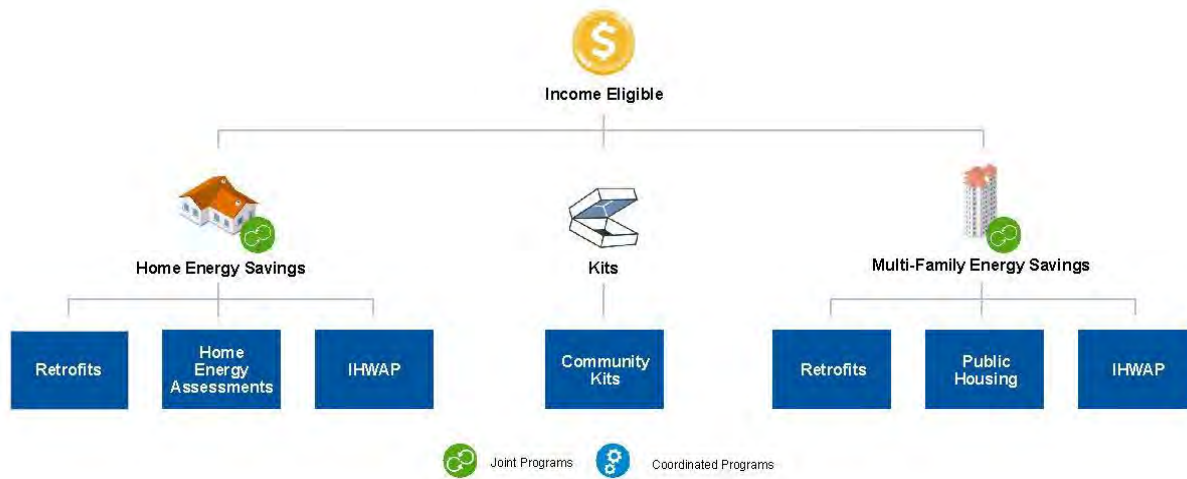 $
Income Eligible
Home Energy Savings
Kits
Multi-Family Energy Savings
Retrofits
Home
Energy
Assessments
IHWAP
Community
Kits
Retrofits
Public
Housing
IHWAP
Joint Programs
Coordinated Programs